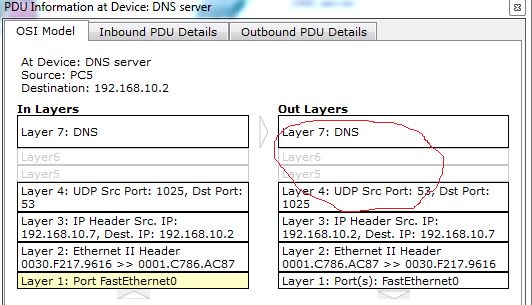 PDU Information at Device: DNS server
OSI Model
Inbound PDU Details
Outbound PDU Details
At Device: DNS server
Source: PC5
Destination: 192.168.10.2
In Layers
Layer 7: DNS
Layer6
Layer5
Layer 4: UDP Src Port: 1025, Dst Port:
53
Layer 3: IP Header Src. IP:
192.168.10.7, Dest. IP: 192.168.10.2
Layer 2: Ethernet II Header
0030.F217.9616 >> 0001.C786.AC87
Layer 1: Port FastEthernet0
Out Layers
Layer 7: DNS
Layer6
Layer5
Layer 4: UDP Src Port: 53, Dst Port:
1025
Layer 3: IP Header Src. IP:
192.168.10.2, Dest. IP: 192.168.10.7
Layer 2: Ethernet II Header
0001.C786.AC87 >> 0030.F217.9616
Layer 1: Port(s): FastEthernet0